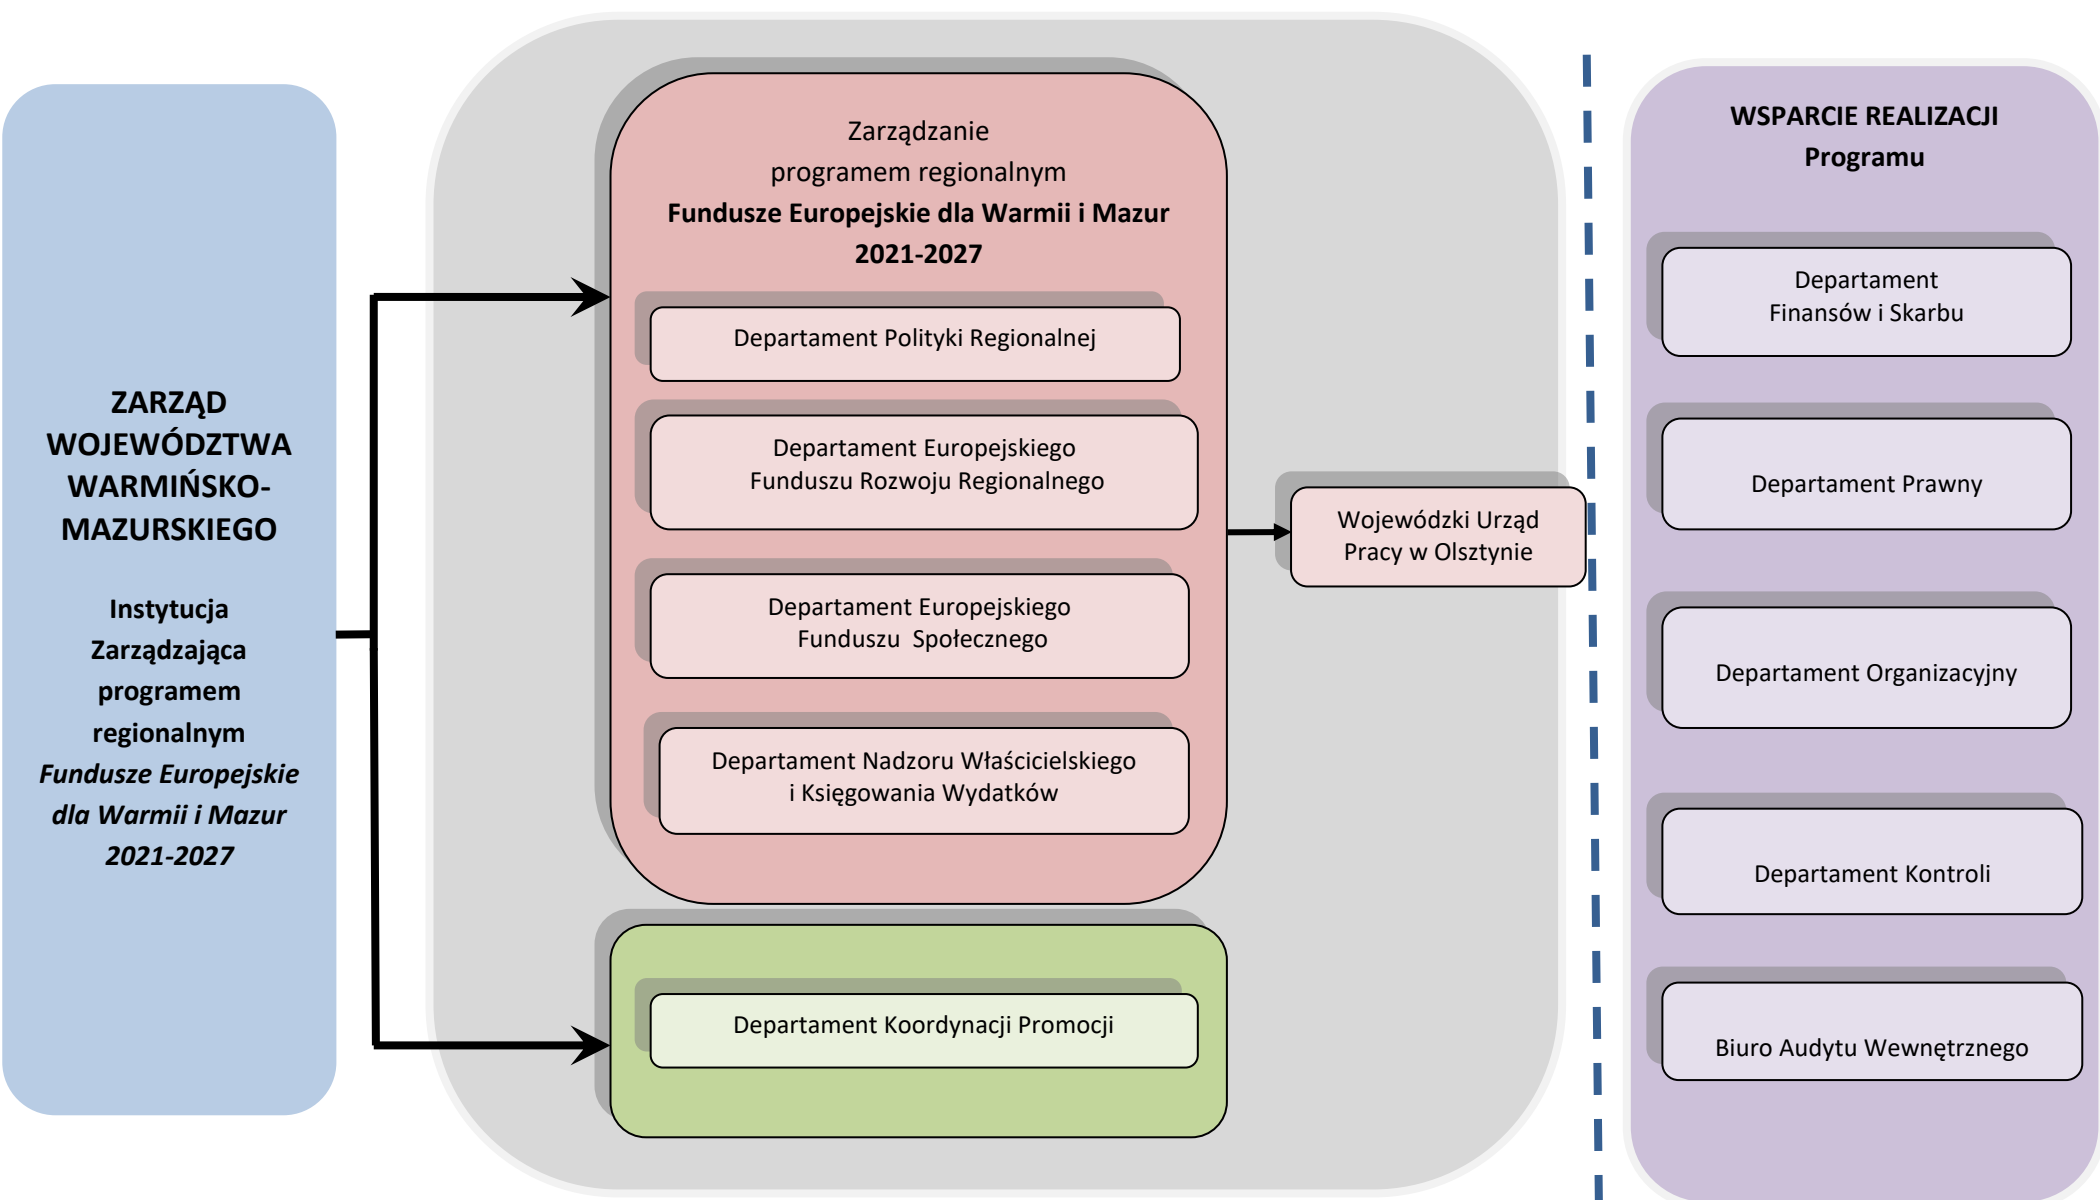 ZARZĄD
WOJEWÓDZTWA
WARMIŃSKO-
MAZURSKIEGO
Instytucja
Zarządzająca
programem
regionalnym
Fundusze Europejskie
dla Warmii i Mazur
2021-2027
Zarządzanie
programem regionalnym
Fundusze Europejskie dla Warmii i Mazur
2021-2027
Departament Polityki Regionalnej
Departament Europejskiego
Funduszu Rozwoju Regionalnego
Departament Europejskiego
Funduszu  Społecznego
Departament Nadzoru Właścicielskiego
i Księgowania Wydatków
Departament Koordynacji Promocji
Wojewódzki Urząd
Pracy w Olsztynie
WSPARCIE REALIZACJI
Programu
Departament
Finansów i Skarbu
Departament Prawny
Departament Organizacyjny
Departament Kontroli
Biuro Audytu Wewnętrznego